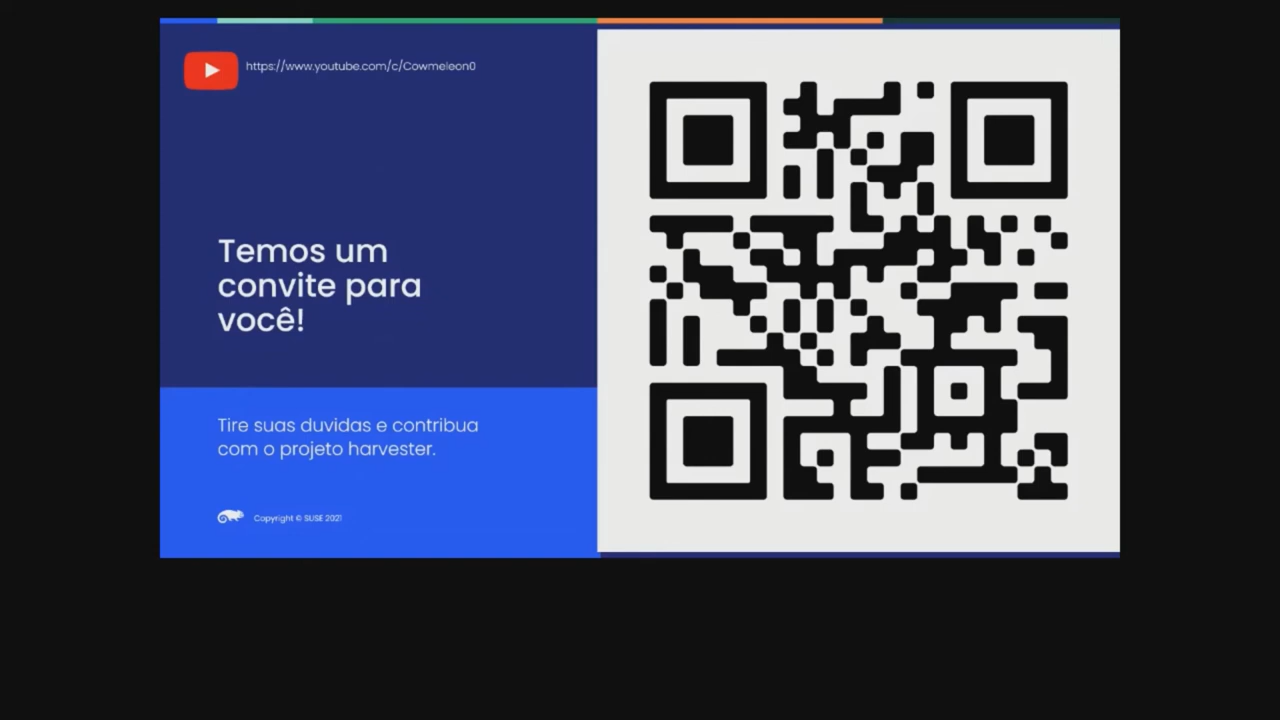 https://www.youtube.com/c/Cowmeleon0
Temos um
convite para
você!
Tire suas duvidas e contribua
com o projeto harvester.
Copyright © SUSE 2021